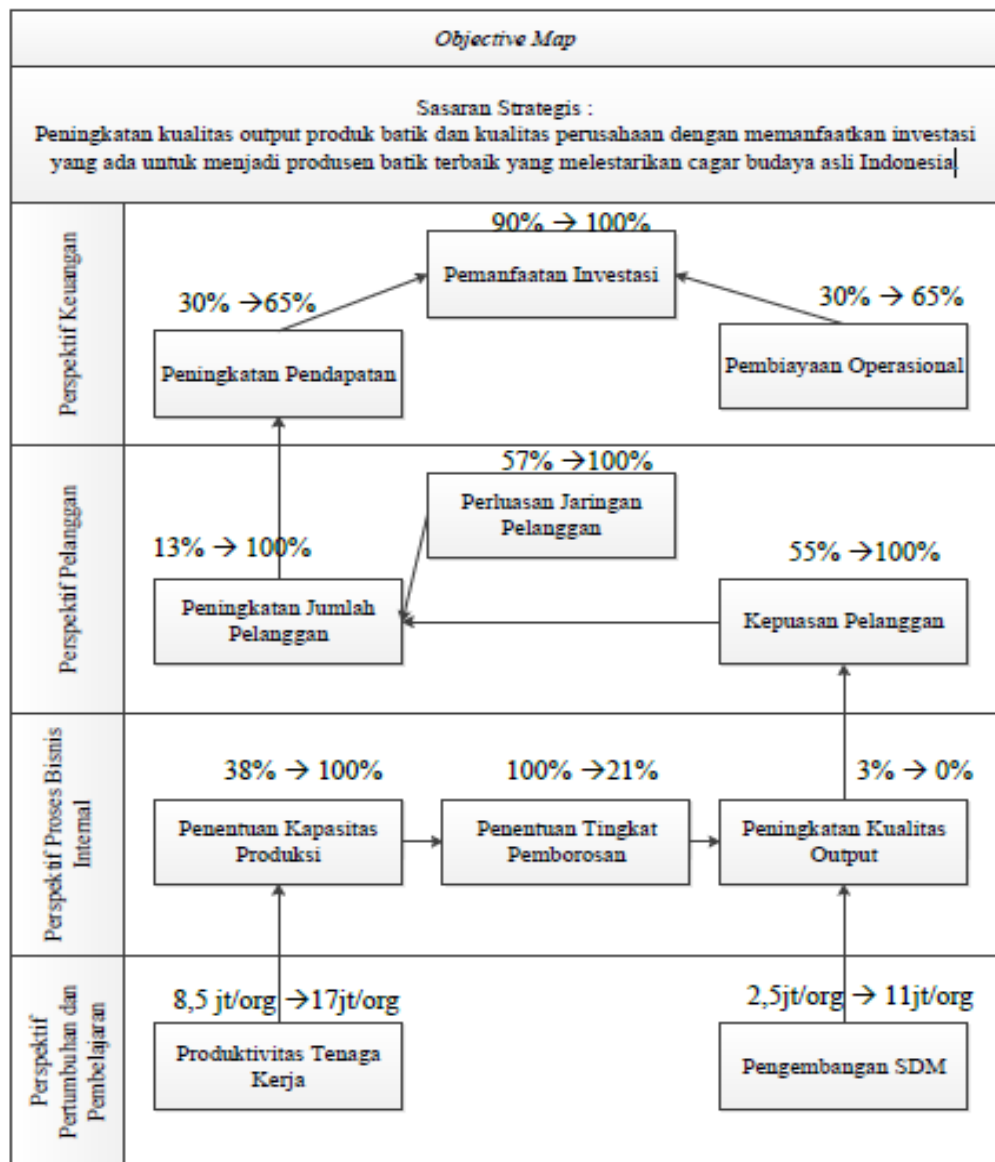 Objective Map
Sasaran Strategis :
Peningkatan kualitas output produk batik dan kualitas perusahaan dengan memanfaatkan investasi
yang ada untuk menjadi produsen batik terbaik yang melestarikan cagar budaya asli Indonesia.
Perspektif Keuangan
90% → 100%
Pemanfaatan Investasi
30% →65%
Peningkatan Pendapatan
30% → 65%
Pembiayaan Operasional
Perspektif Pelanggan
57% →100%
Perluasan Jaringan
Pelanggan
13% → 100%
Peningkatan Jumlah
Pelanggan
55% →100%
Kepuasan Pelanggan
Perspektif Proses Bisnis
Internal
38% → 100%
Penentuan Kapasitas
Produksi
100% →21%
Penentuan Tingkat
Pemborosan
3% → 0%
Peningkatan Kualitas
Output
Perspektif
Pertumbuhan dan
Pembelajaran
8,5 jt/org →17jt/org
Produktivitas Tenaga
Kerja
2,5jt/org → 11jt/org
Pengembangan SDM